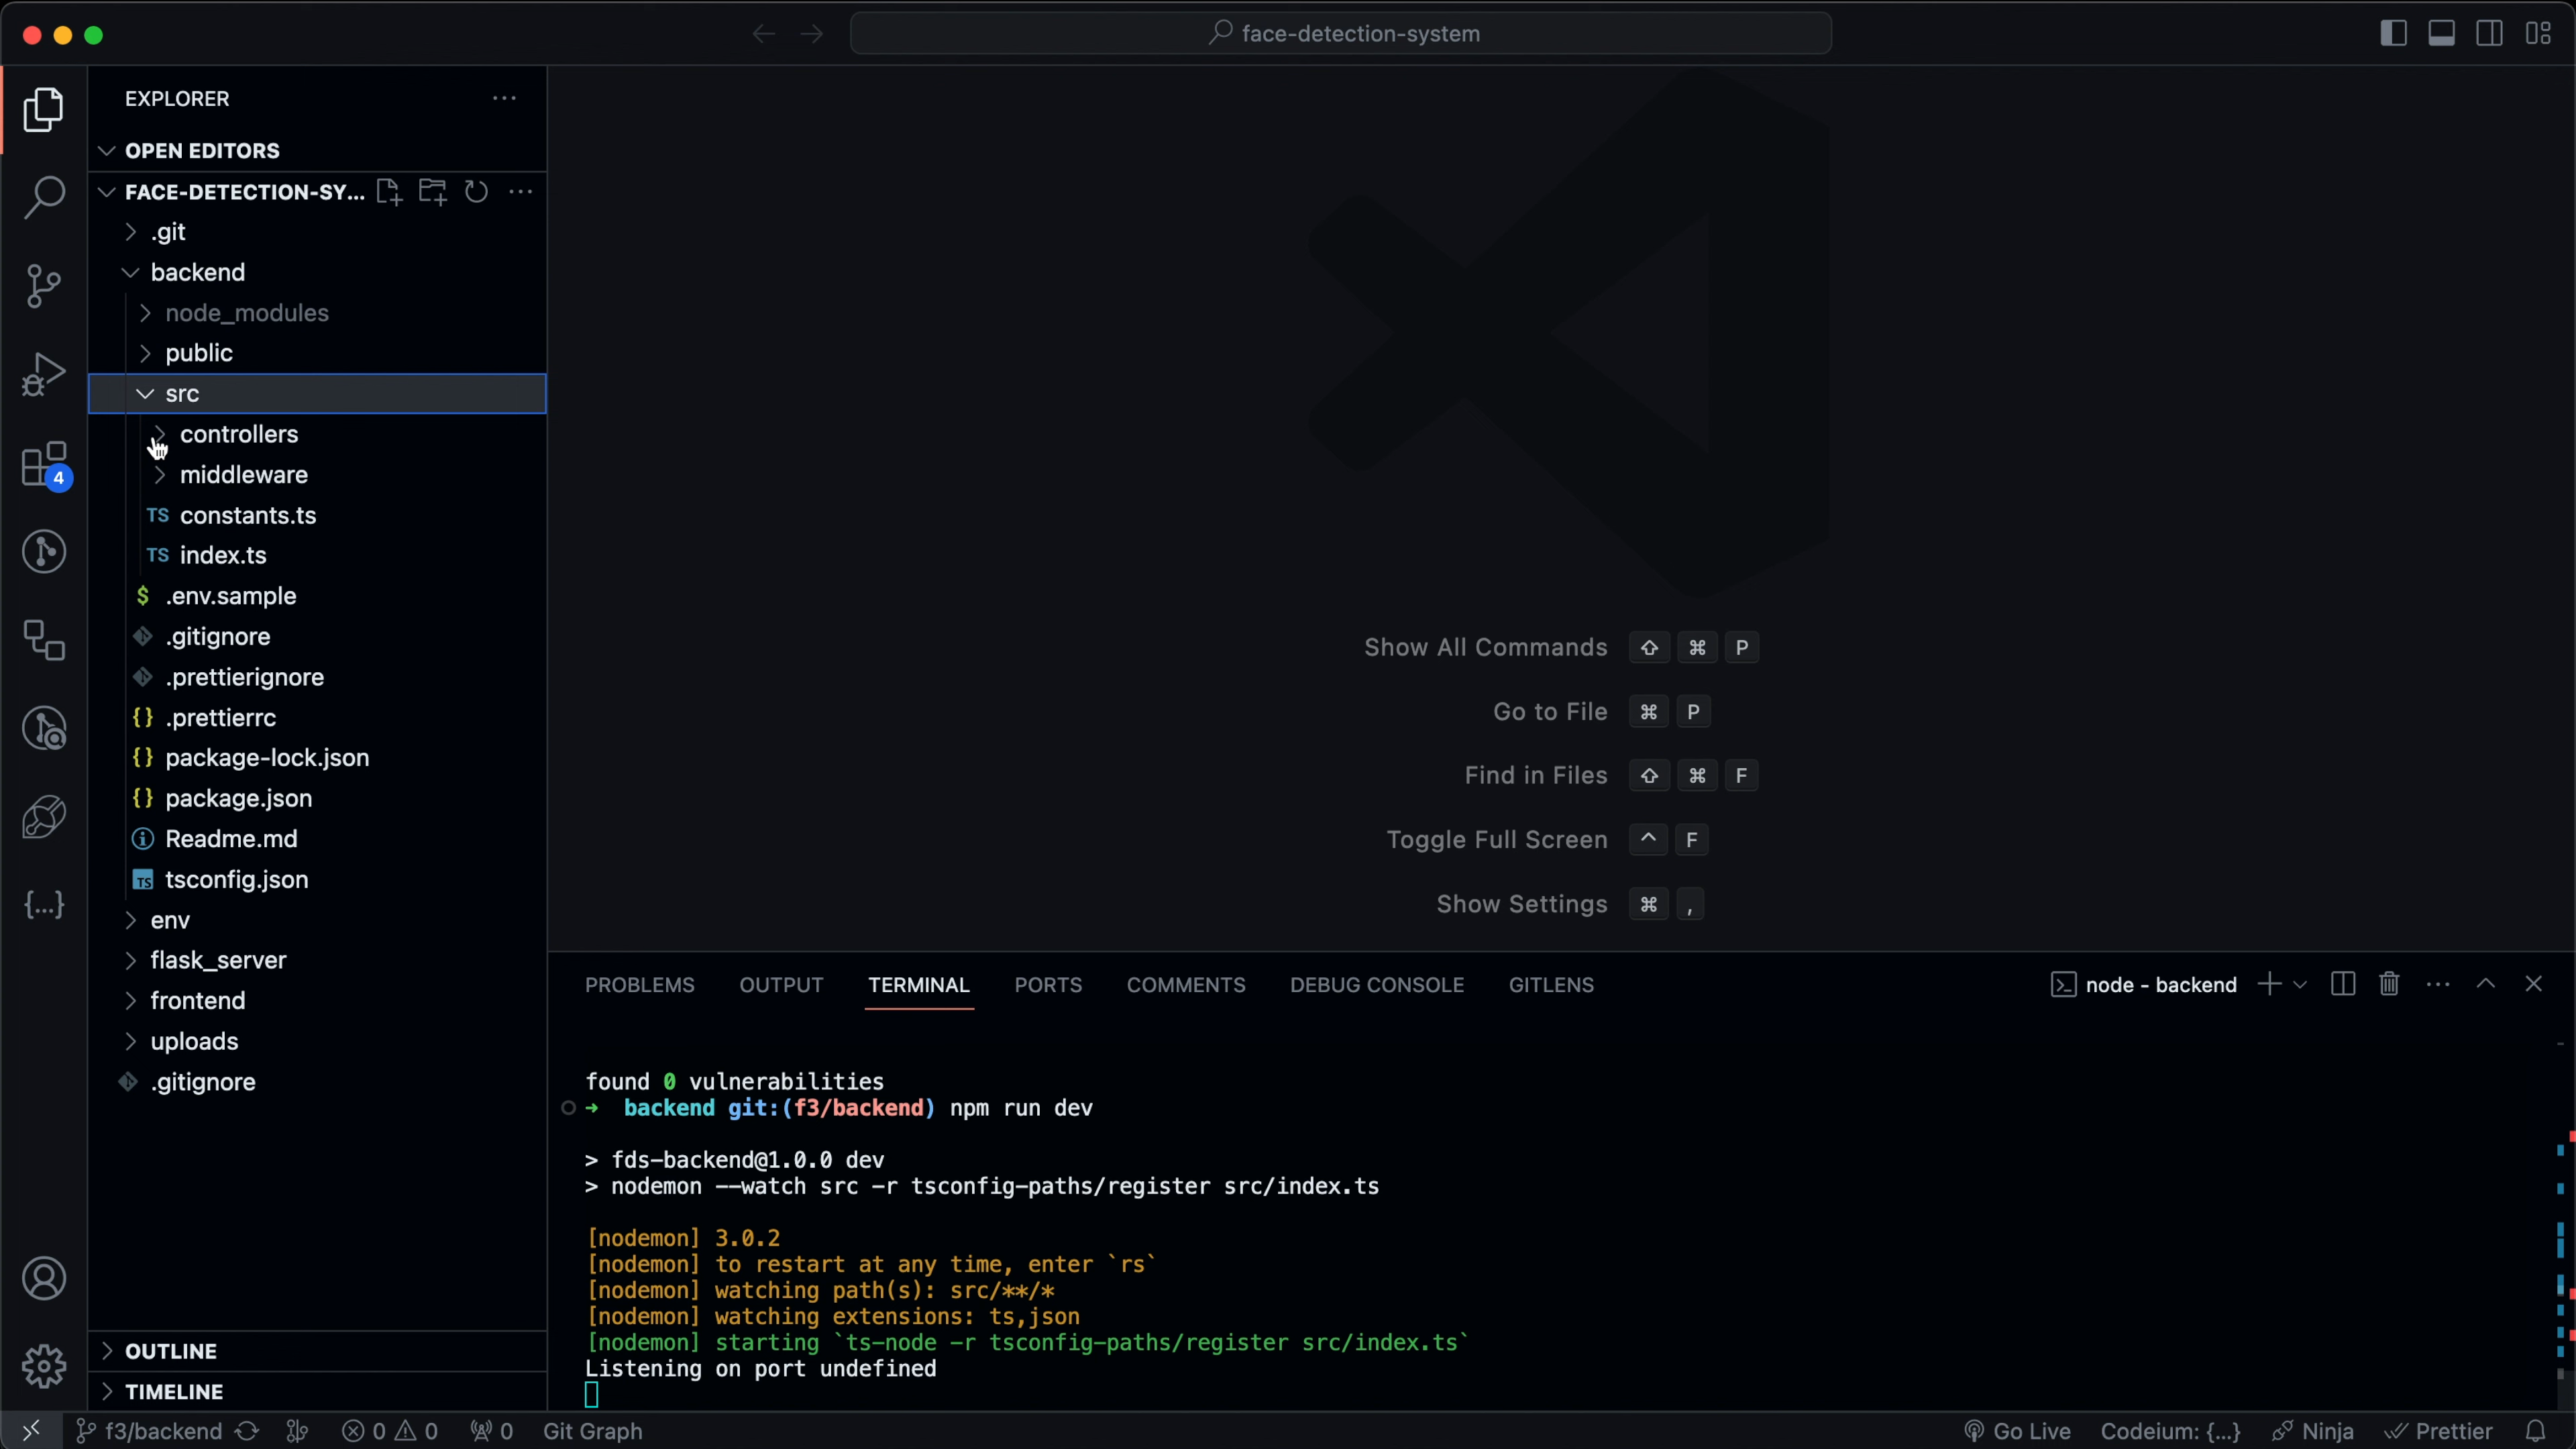 face-detection-system
EXPLORER
OPEN EDITORS
FACE-DETECTION-SY...
.git
backend
node_modules
public
src
controllers
middleware
TS constants.ts
TS index.ts
$ .env.sample
.gitignore
.prettierignore
{} .prettierrc
{} package-lock.json
{} package.json
Readme.md
TS tsconfig.json
env
flask_server
frontend
uploads
.gitignore
OUTLINE
TIMELINE
4
{...}
Show All Commands ⇧ ⌘ P
Go to File ⌘ P
Find in Files ⇧ ⌘ F
Toggle Full Screen ^ F
Show Settings ⌘ ,
PROBLEMS OUTPUT TERMINAL PORTS COMMENTS DEBUG CONSOLE GITLENS
node - backend
found 0 vulnerabilities
➜ backend git:(f3/backend) npm run dev
> fds-backend@1.0.0 dev
> nodemon --watch src -r tsconfig-paths/register src/index.ts
[nodemon] 3.0.2
[nodemon] to restart at any time, enter `rs`
[nodemon] watching path(s): src/**/*
[nodemon] watching extensions: ts,json
[nodemon] starting `ts-node -r tsconfig-paths/register src/index.ts`
Listening on port undefined
f3/backend 0 0 0 Git Graph Go Live Codeium: {...} Ninja Prettier